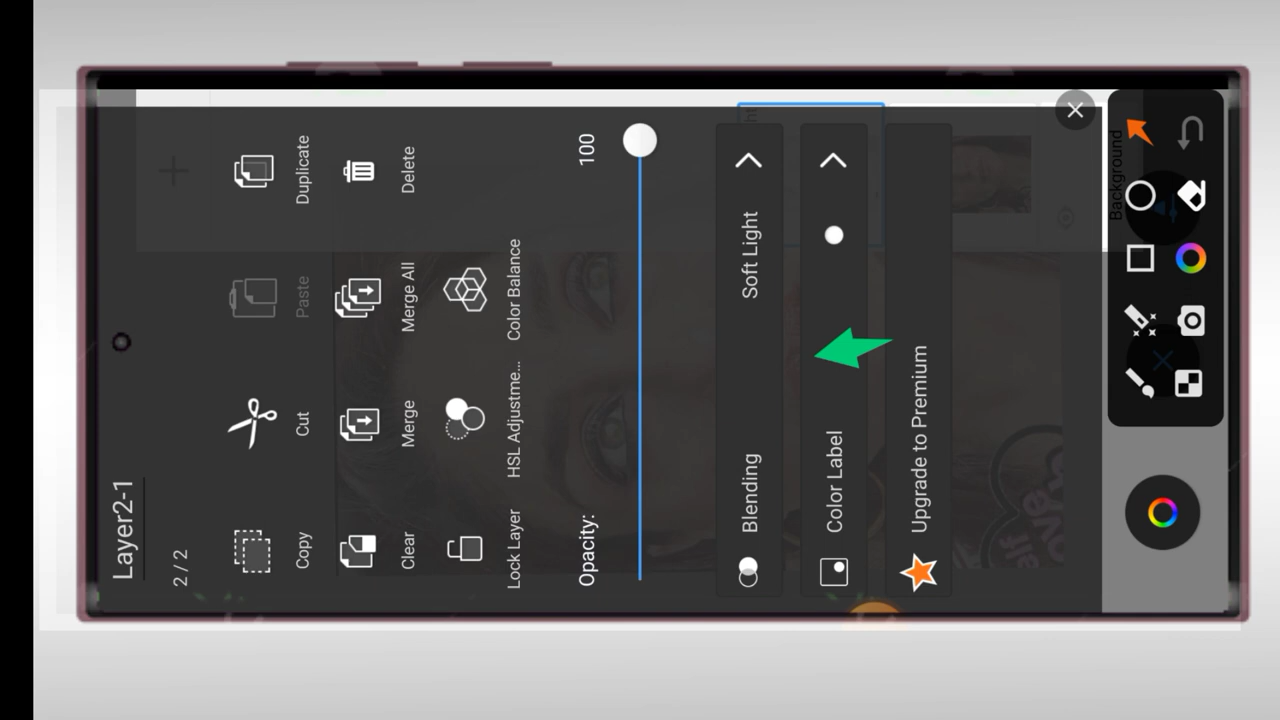 Layer2-1
2 / 2
Copy
Cut
Paste
Duplicate
Clear
Merge
Merge All
Delete
Lock Layer
HSL Adjustme...
Color Balance
Opacity:
100
Blending
Soft Light
Color Label
Upgrade to Premium
Background